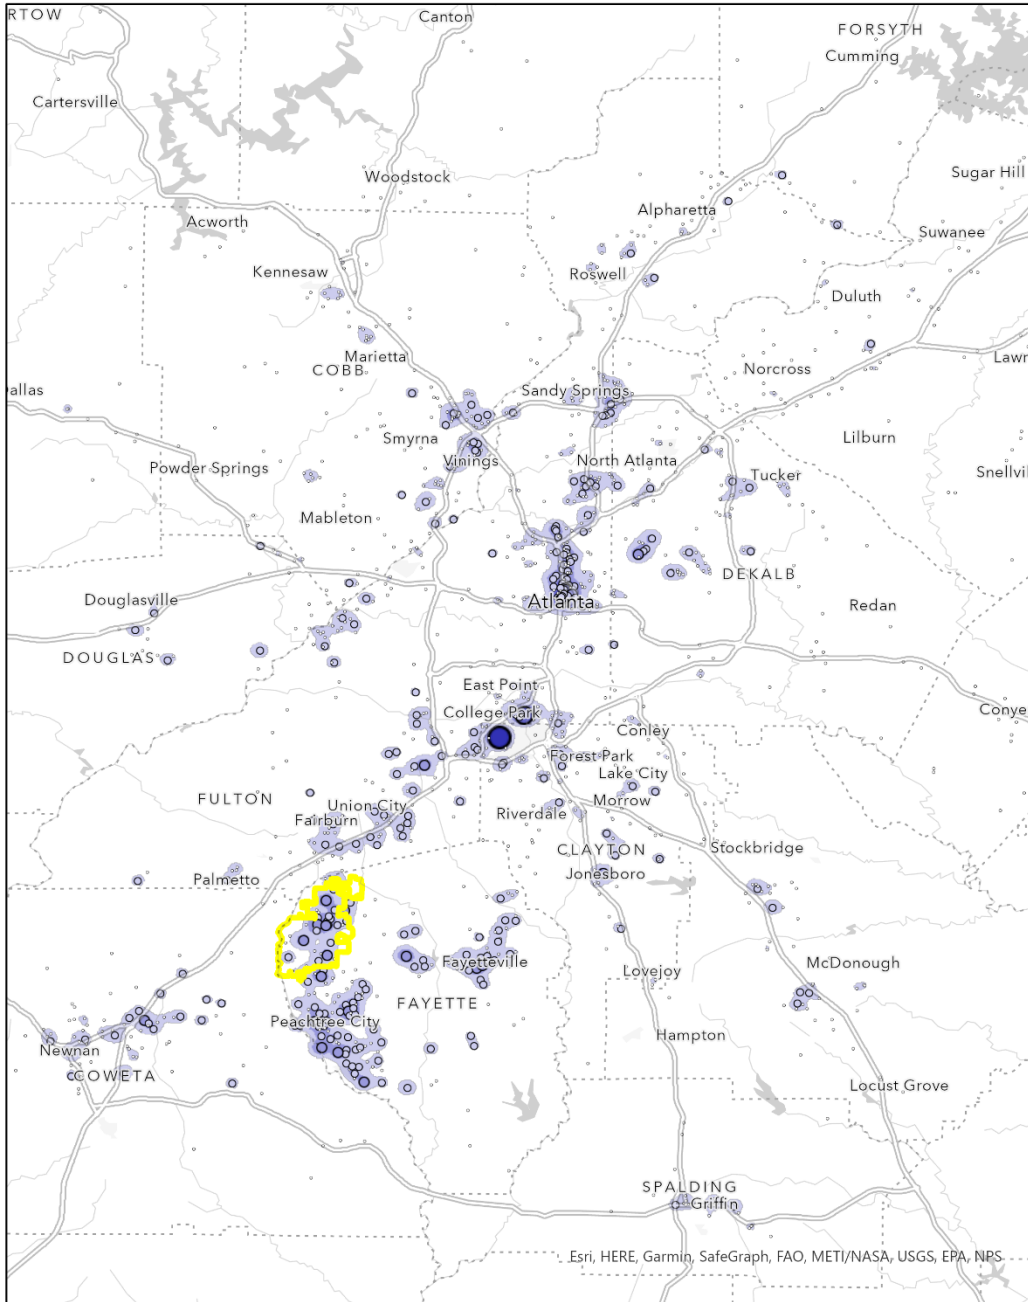 RTOW
Canton
FORSYTH
Cumming
Cartersville
Sugar Hill
Woodstock
Alpharetta
Acworth
Suwanee
Kennesaw
Roswell
Duluth
Marietta
COBB
Lawr
Norcross
Dallas
Sandy Springs
Smyrna
Lilburn
Vinings
North Atlanta
Powder Springs
Tucker
Snellvi
Mableton
DEKALB
Douglasville
Atlanta
Redan
DOUGLAS
East Point
College Park
Conye
Conley
Forest Park
Lake City
FULTON
Union City
Morrow
Riverdale
Fairburn
CLAYTON
Stockbridge
Palmetto
Jonesboro
Fayetteville
McDonough
Lovejoy
FAYETTE
Peachtree City
Hampton
Newnan
COWETA
Locust Grove
SPALDING
Griffin
Esri, HERE, Garmin, SafeGraph, FAO, METI/NASA, USGS, EPA, NPS